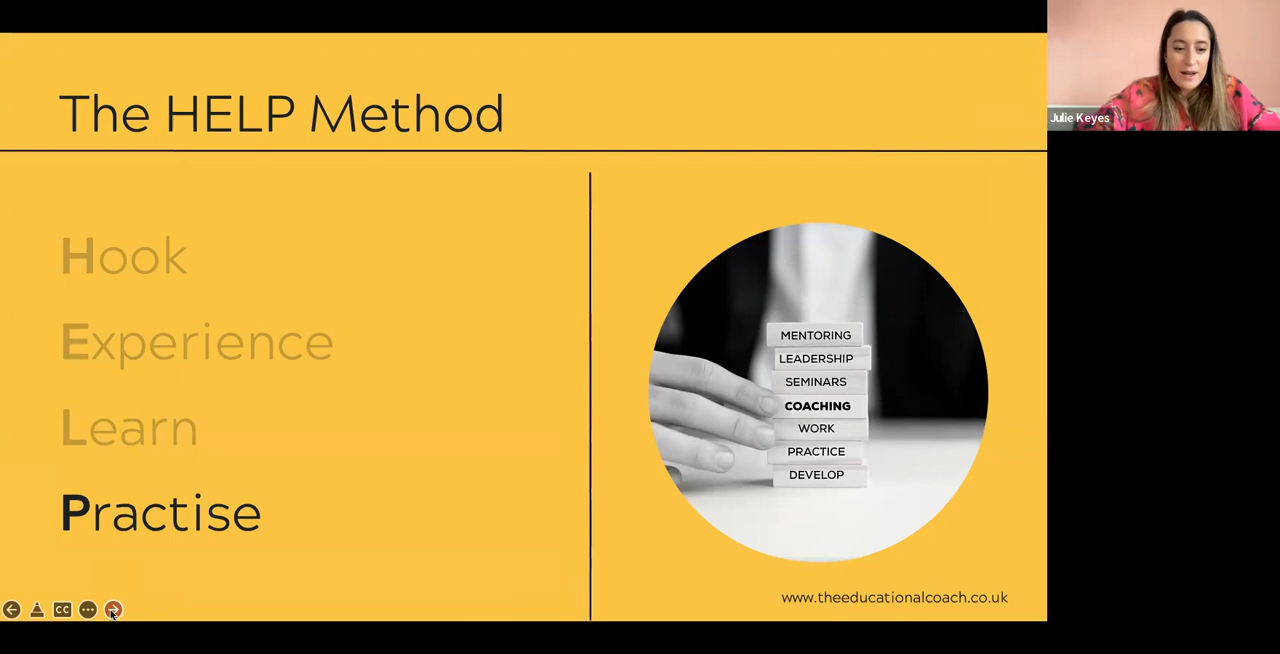 The HELP Method
Hook
Experience
Learn
Practise
MENTORING
LEADERSHIP
SEMINARS
COACHING
WORK
PRACTICE
DEVELOP
www.theeducationalcoach.co.uk
CC
Julie Keyes